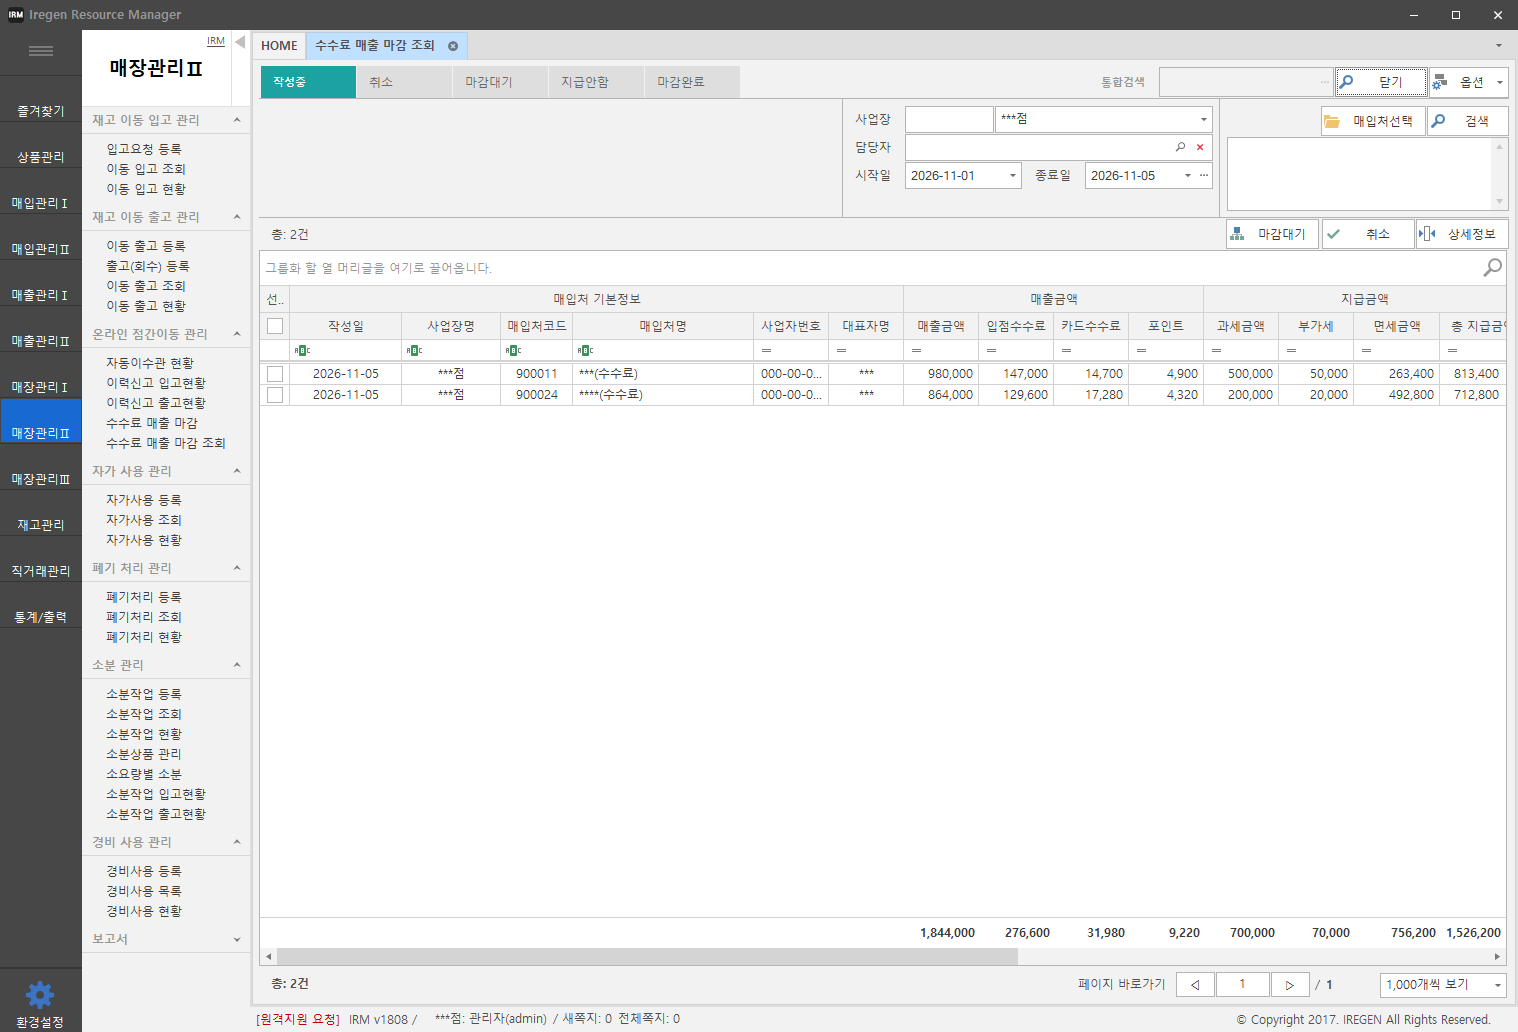 IRM Iregen Resource Manager
즐겨찾기
상품관리
매입관리 I
매입관리 II
매출관리 I
매출관리 II
매장관리 I
매장관리 II
매장관리 III
재고관리
직거래관리
통계/출력
환경설정
IRM
매장관리 II
재고 이동 입고 관리
입고요청 등록
이동 입고 조회
이동 입고 현황
재고 이동 출고 관리
이동 출고 등록
출고(회수) 등록
이동 출고 조회
이동 출고 현황
온라인 점간이동 관리
자동이수관 현황
이력신고 입고현황
이력신고 출고현황
수수료 매출 마감
수수료 매출 마감 조회
자가 사용 관리
자가사용 등록
자가사용 조회
자가사용 현황
폐기 처리 관리
폐기처리 등록
폐기처리 조회
폐기처리 현황
소분 관리
소분작업 등록
소분작업 조회
소분작업 현황
소분상품 관리
소요량별 소분
소분작업 입고현황
소분작업 출고현황
경비 사용 관리
경비사용 등록
경비사용 목록
경비사용 현황
보고서
HOME 수수료 매출 마감 조회
작성중 취소 마감대기 지급안함 마감완료 통합검색 ... 닫기 옵션
사업장 ***점 매입처선택 검색
담당자
시작일 2026-11-01 종료일 2026-11-05 ...
총: 2건 마감대기 취소 상세정보
그룹화 할 열 머리글을 여기로 끌어옵니다.
선.. 매입처 기본정보 매출금액 지급금액
작성일 사업장명 매입처코드 매입처명 사업자번호 대표자명 매출금액 입점수수료 카드수수료 포인트 과세금액 부가세 면세금액 총 지급금
ABC ABC ABC ABC = = = = = = = = = =
2026-11-05 ***점 900011 ***(수수료) 000-00-0... *** 980,000 147,000 14,700 4,900 500,000 50,000 263,400 813,400
2026-11-05 ***점 900024 ****(수수료) 000-00-0... *** 864,000 129,600 17,280 4,320 200,000 20,000 492,800 712,800
1,844,000 276,600 31,980 9,220 700,000 70,000 756,200 1,526,200
총: 2건 페이지 바로가기 1 / 1 1,000개씩 보기
[원격지원 요청] IRM v1808 / ***점: 관리자(admin) / 새쪽지: 0 전체쪽지: 0 © Copyright 2017. IREGEN All Rights Reserved.